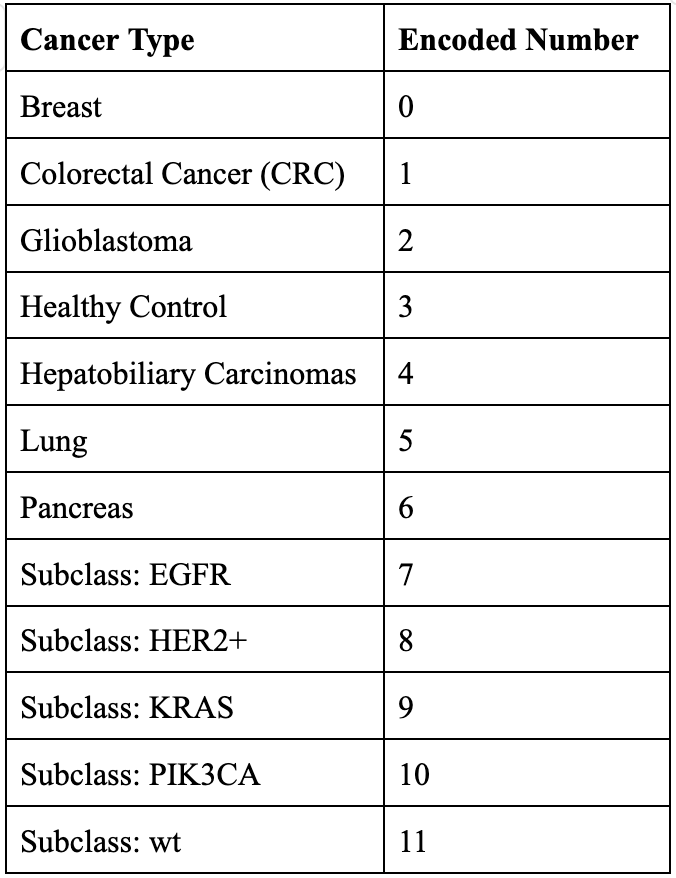 Cancer Type Encoded Number
Breast 0
Colorectal Cancer (CRC) 1
Glioblastoma 2
Healthy Control 3
Hepatobiliary Carcinomas 4
Lung 5
Pancreas 6
Subclass: EGFR 7
Subclass: HER2+ 8
Subclass: KRAS 9
Subclass: PIK3CA 10
Subclass: wt 11